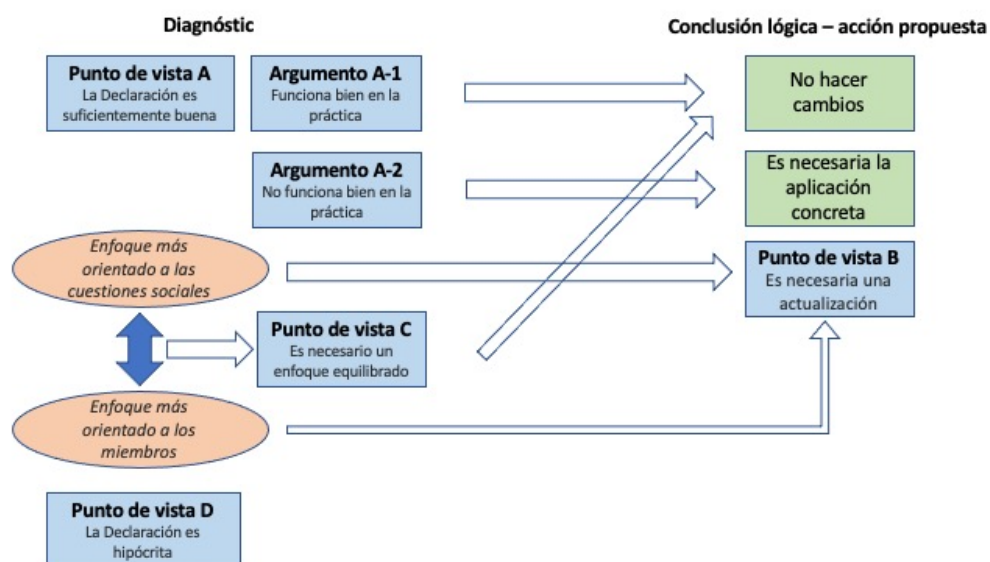 Diagnóstic
Conclusión lógica – acción propuesta
Punto de vista A
La Declaración es
suficientemente buena
Argumento A-1
Funciona bien en la
práctica
No hacer
cambios
Argumento A-2
No funciona bien en la
práctica
Es necesaria la
aplicación
concreta
Enfoque más
orientado a las
cuestiones sociales
Punto de vista B
Es necesaria una
actualización
Punto de vista C
Es necesario un
enfoque equilibrado
Enfoque más
orientado a los
miembros
Punto de vista D
La Declaración es
hipócrita